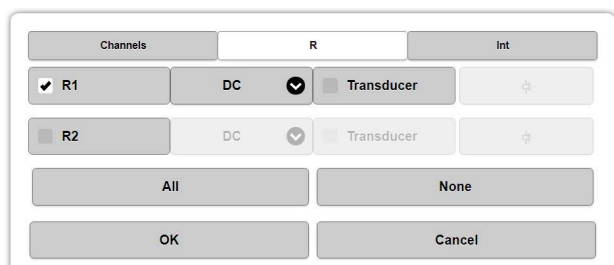 Channels R Int
R1 DC Transducer
R2 DC Transducer
All None
OK Cancel